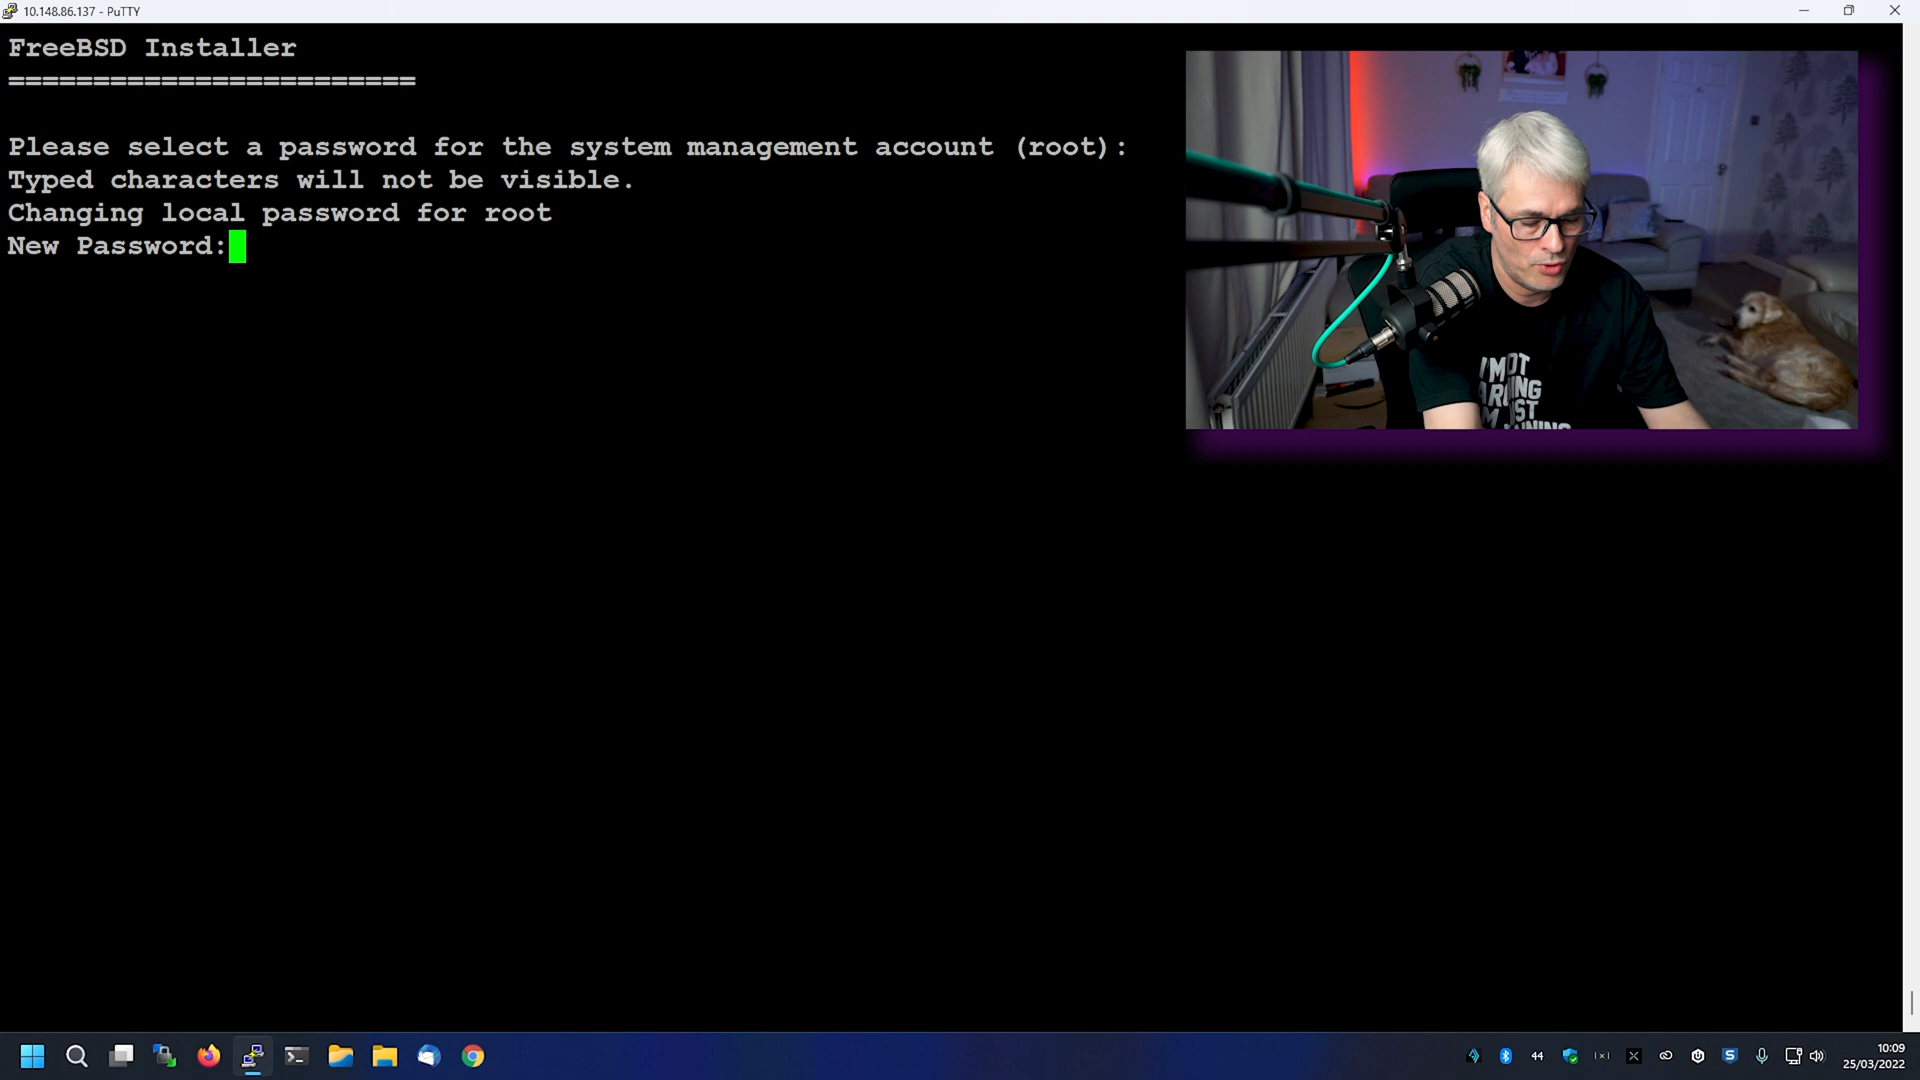 10.148.86.137 - PuTTY
FreeBSD Installer
========================
Please select a password for the system management account (root):
Typed characters will not be visible.
Changing local password for root
New Password:
I'M
44
10:09
25/03/2022